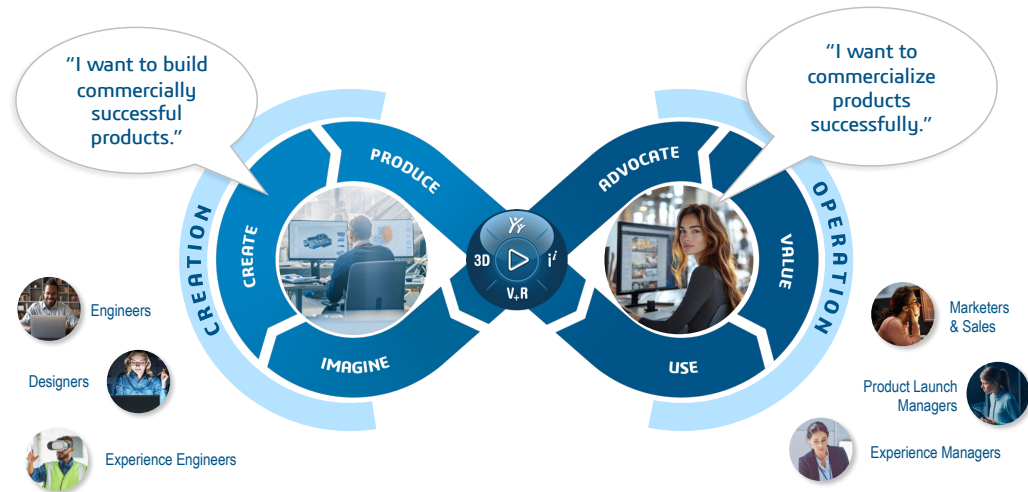 “I want to build
commercially
successful
products.”
“I want to
commercialize
products
successfully.”
CREATION
CREATE
PRODUCE
IMAGINE
3D
V+R
iⁱ
ADVOCATE
VALUE
USE
OPERATION
Engineers
Designers
Experience Engineers
Marketers
& Sales
Product Launch
Managers
Experience Managers